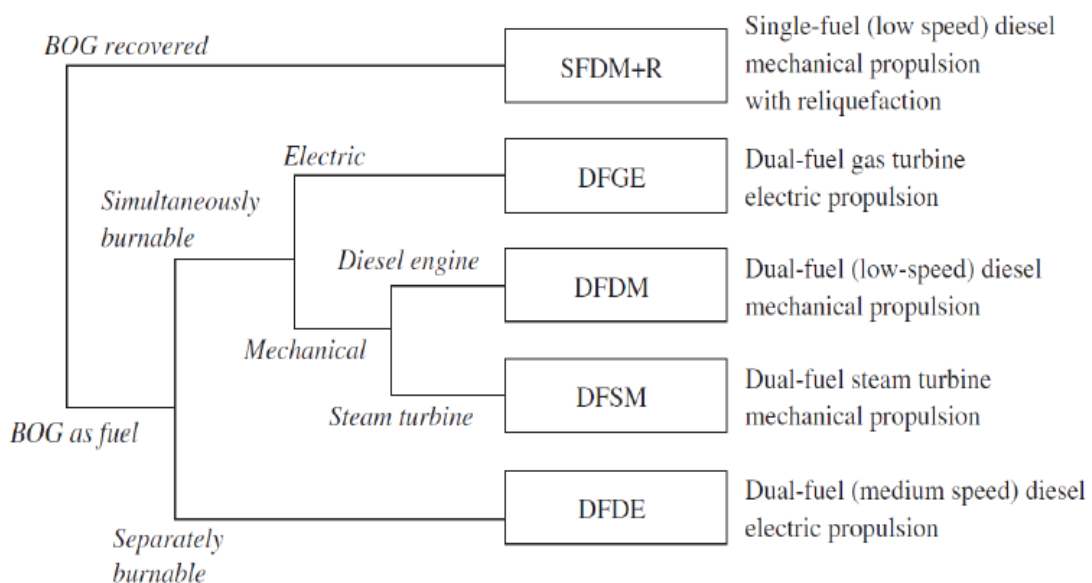 BOG recovered
SFDM+R
Single-fuel (low speed) diesel
mechanical propulsion
with reliquefaction
Electric
DFGE
Dual-fuel gas turbine
electric propulsion
Simultaneously
burnable
Diesel engine
DFDM
Dual-fuel (low-speed) diesel
mechanical propulsion
Mechanical
Steam turbine
DFSM
Dual-fuel steam turbine
mechanical propulsion
BOG as fuel
DFDE
Dual-fuel (medium speed) diesel
electric propulsion
Separately
burnable